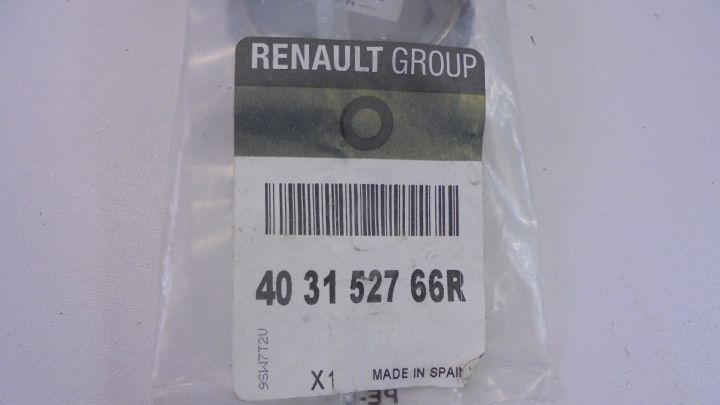 RENAULT GROUP
40 31 527 66R
9SW7T2U
X1
MADE IN SPAIN